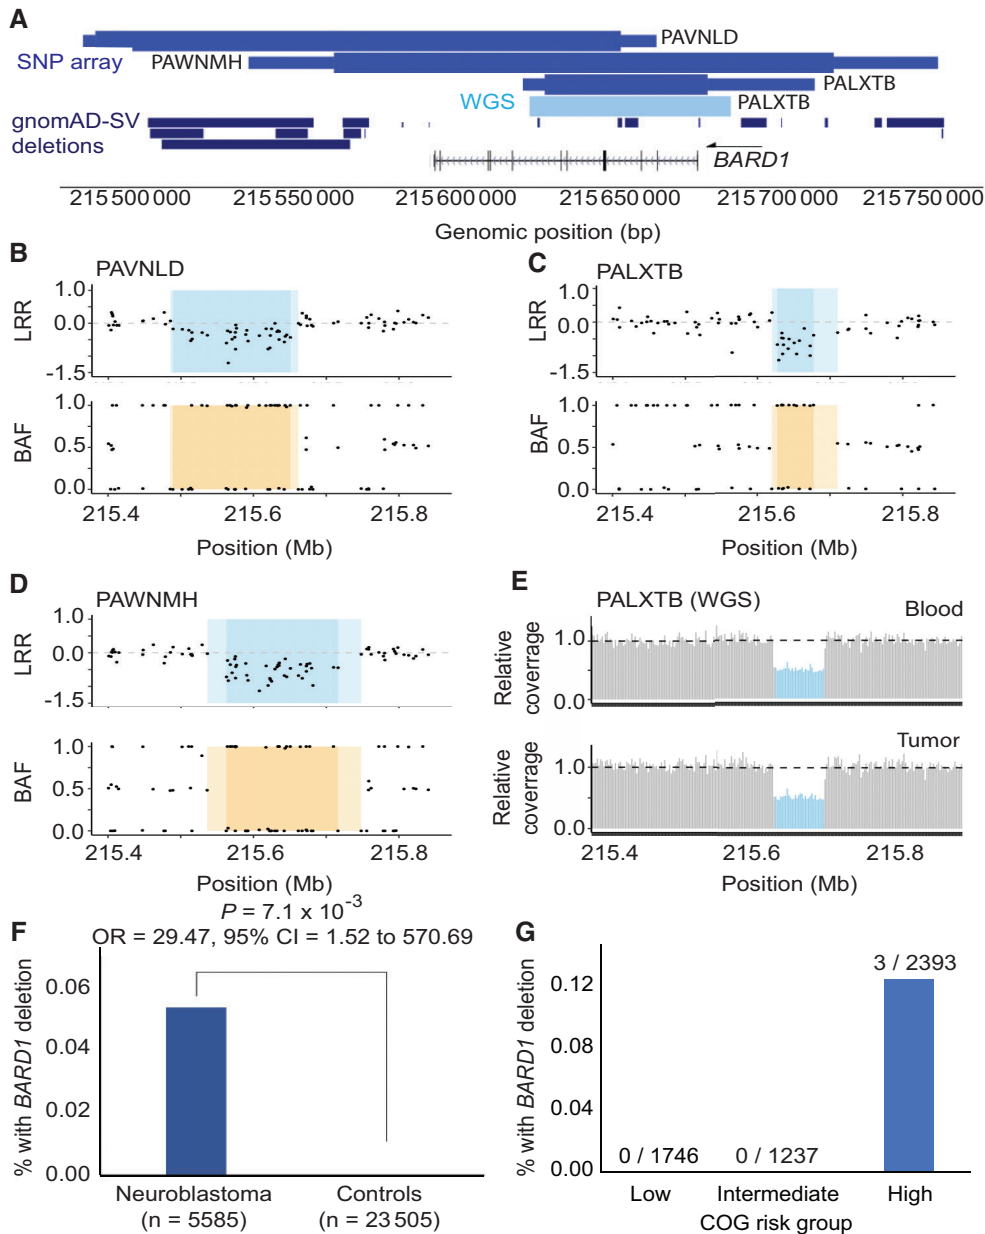 A
SNP array
PAVNLD
PAWNMH
PALXTB
WGS
PALXTB
gnomAD-SV
deletions
BARD1
215 500 000 215 550 000 215 600 000 215 650 000 215 700 000 215 750 000
Genomic position (bp)
B
PAVNLD
LRR
1.0
0.0
-1.5
BAF
1.0
0.5
0.0
215.4 215.6 215.8
Position (Mb)
C
PALXTB
LRR
1.0
0.0
-1.5
BAF
1.0
0.5
0.0
215.4 215.6 215.8
Position (Mb)
D
PAWNMH
LRR
1.0
0.0
-1.5
BAF
1.0
0.5
0.0
215.4 215.6 215.8
Position (Mb)
E
PALXTB (WGS)
Blood
Relative
coverrage
1.0
0.0
Tumor
Relative
coverrage
1.0
0.0
215.4 215.6 215.8
Position (Mb)
F
P = 7.1 x 10-3
OR = 29.47, 95% CI = 1.52 to 570.69
% with BARD1 deletion
0.06
0.04
0.02
0.00
Neuroblastoma
(n = 5585)
Controls
(n = 23 505)
G
% with BARD1 deletion
0.12
0.08
0.04
0.00
0 / 1746
0 / 1237
3 / 2393
Low Intermediate High
COG risk group